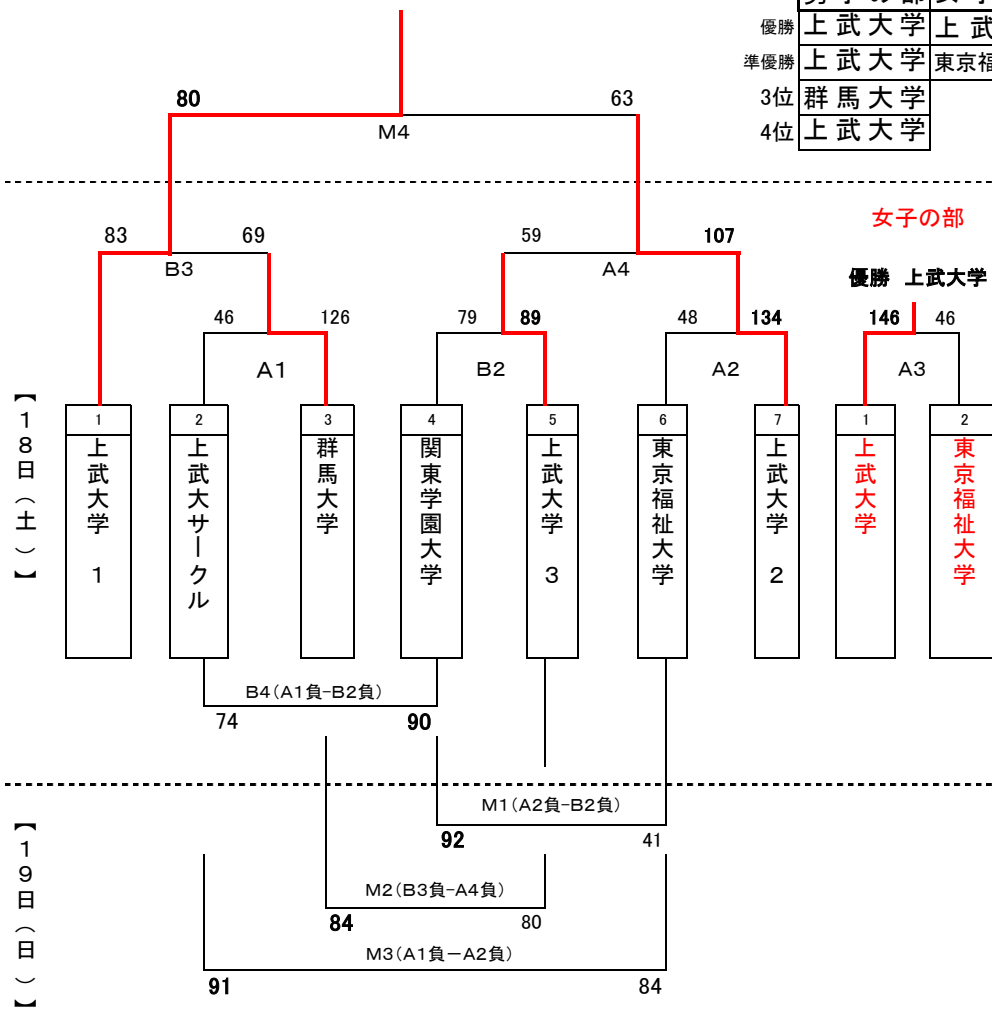 優勝 上武大学 上武
準優勝 上武大学 東京福
3位 群馬大学
4位 上武大学
80 63
M4
女子の部
83 69 59 107
B3 A4
優勝 上武大学
46 126 79 89 48 134 146 46
A1 B2 A2 A3
1 2 3 4 5 6 7 1 2
上武大学 1
上武大サークル
群馬大学
関東学園大学
上武大学 3
東京福祉大学
上武大学 2
上武大学
東京福祉大学
【18日(土)】
B4(A1負-B2負)
74 90
M1(A2負-B2負)
92 41
【19日(日)】
M2(B3負-A4負)
84 80
M3(A1負－A2負)
91 84